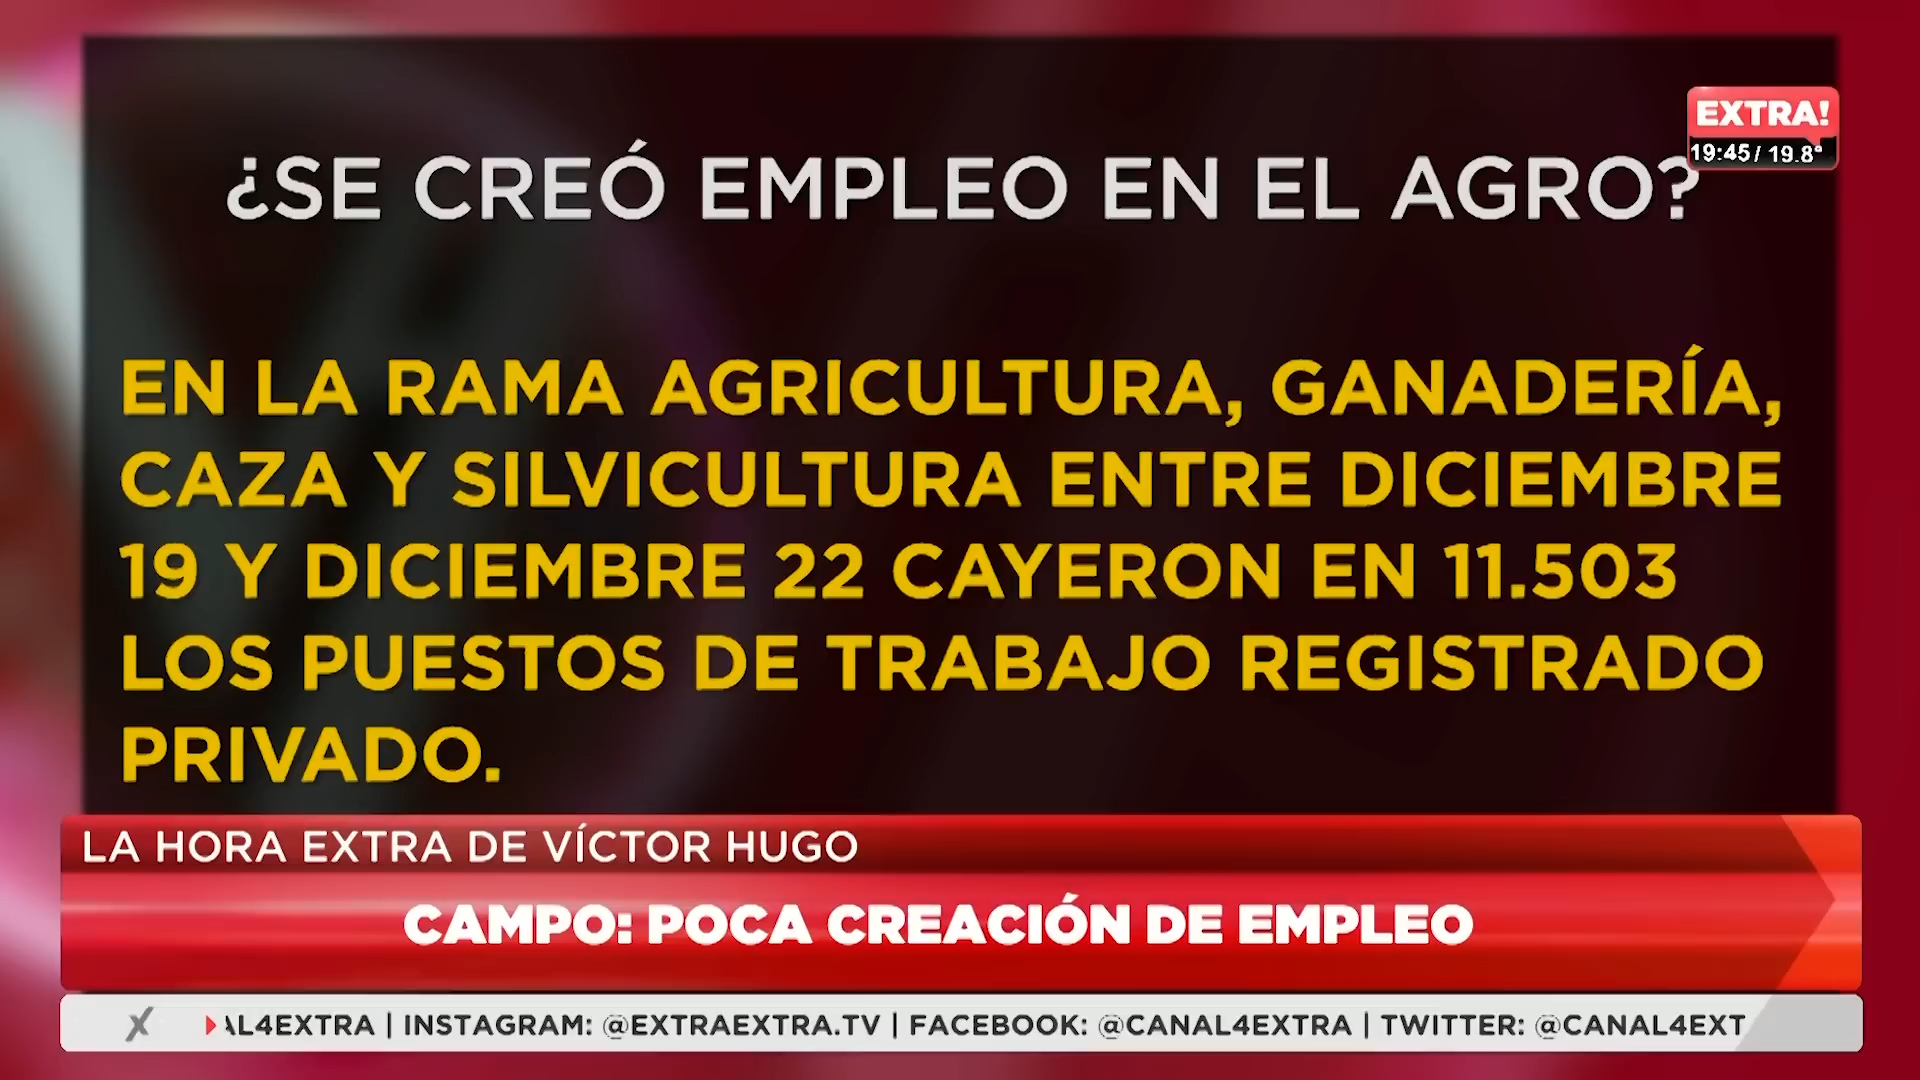 EXTRA!
19:45 / 19.8°
¿SE CREÓ EMPLEO EN EL AGRO?
EN LA RAMA AGRICULTURA, GANADERÍA,
CAZA Y SILVICULTURA ENTRE DICIEMBRE
19 Y DICIEMBRE 22 CAYERON EN 11.503
LOS PUESTOS DE TRABAJO REGISTRADO
PRIVADO.
LA HORA EXTRA DE VÍCTOR HUGO
CAMPO: POCA CREACIÓN DE EMPLEO
AL4EXTRA | INSTAGRAM: @EXTRAEXTRA.TV | FACEBOOK: @CANAL4EXTRA | TWITTER: @CANAL4EXT